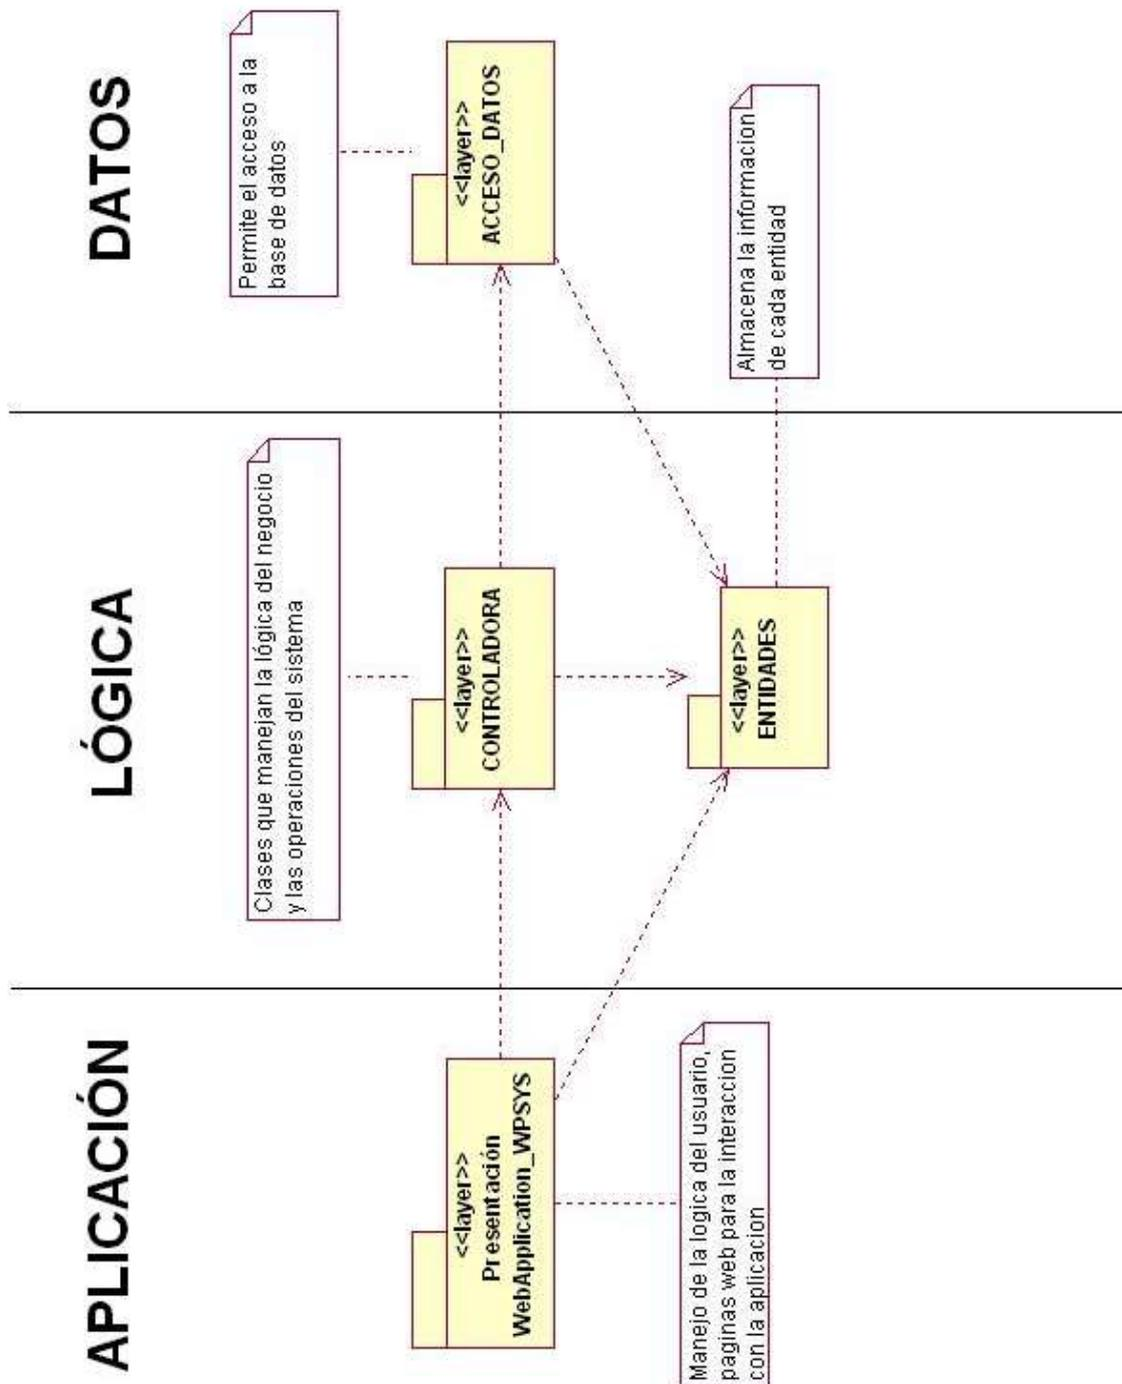 APLICACIÓN
LÓGICA
DATOS
Clases que manejan la lógica del negocio
y las operaciones del sistema
Permite el acceso a la
base de datos
<<layer>>
Presentación
WebApplication_WPSYS
<<layer>>
CONTROLADORA
<<layer>>
ACCESO_DATOS
Manejo de la logica del usuario,
paginas web para la interaccion
con la aplicacion
<<layer>>
ENTIDADES
Almacena la informacion
de cada entidad